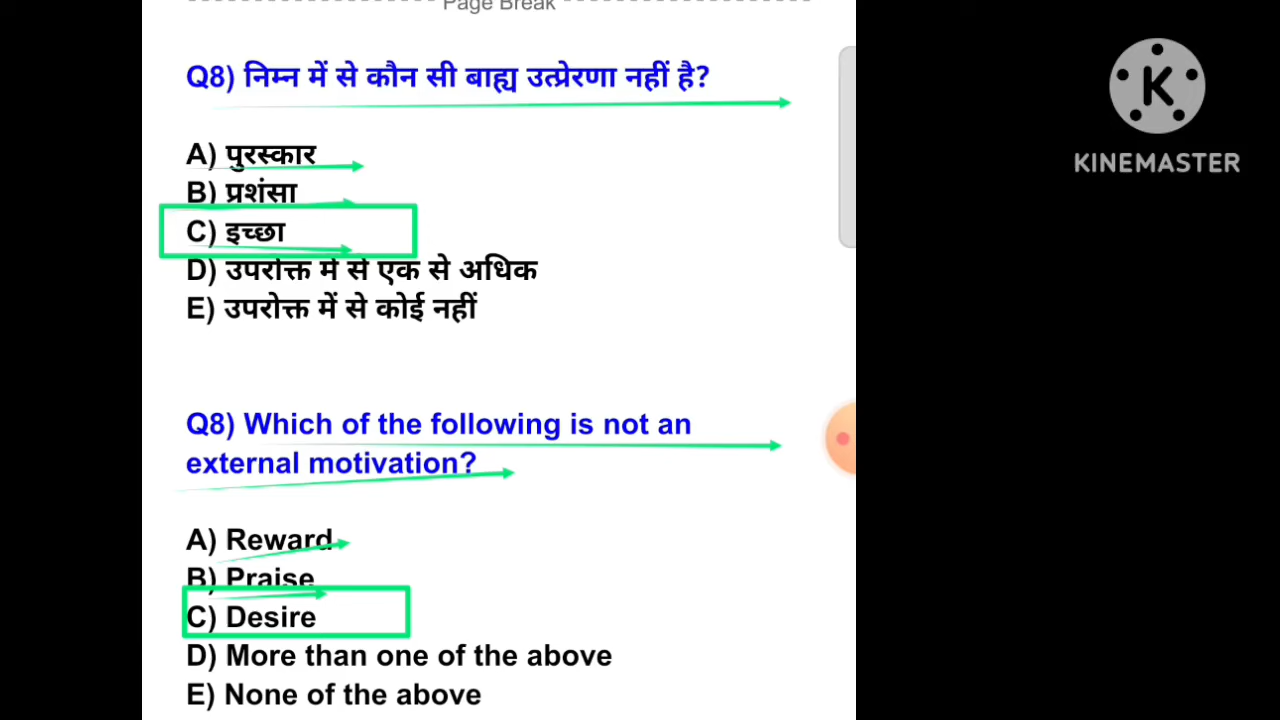 Page Break
Q8) निम्न में से कौन सी बाह्य उत्प्रेरणा नहीं है?
A) पुरस्कार
B) प्रशंसा
C) इच्छा
D) उपरोक्त में से एक से अधिक
E) उपरोक्त में से कोई नहीं
Q8) Which of the following is not an
external motivation?
A) Reward
B) Praise
C) Desire
D) More than one of the above
E) None of the above
K
KINEMASTER